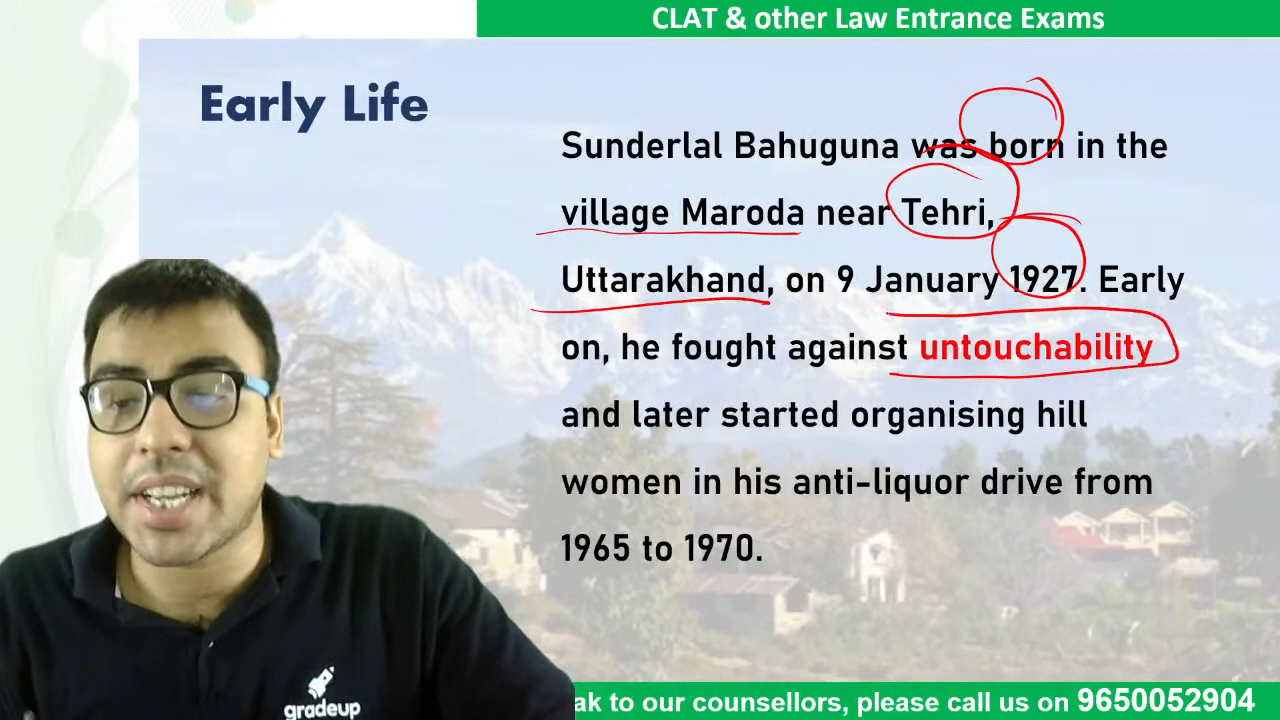 CLAT & other Law Entrance Exams
Early Life
Sunderlal Bahuguna was born in the
village Maroda near Tehri,
Uttarakhand, on 9 January 1927. Early
on, he fought against untouchability
and later started organising hill
women in his anti-liquor drive from
1965 to 1970.
gradeup
to our counsellors, please call us on 9650052904